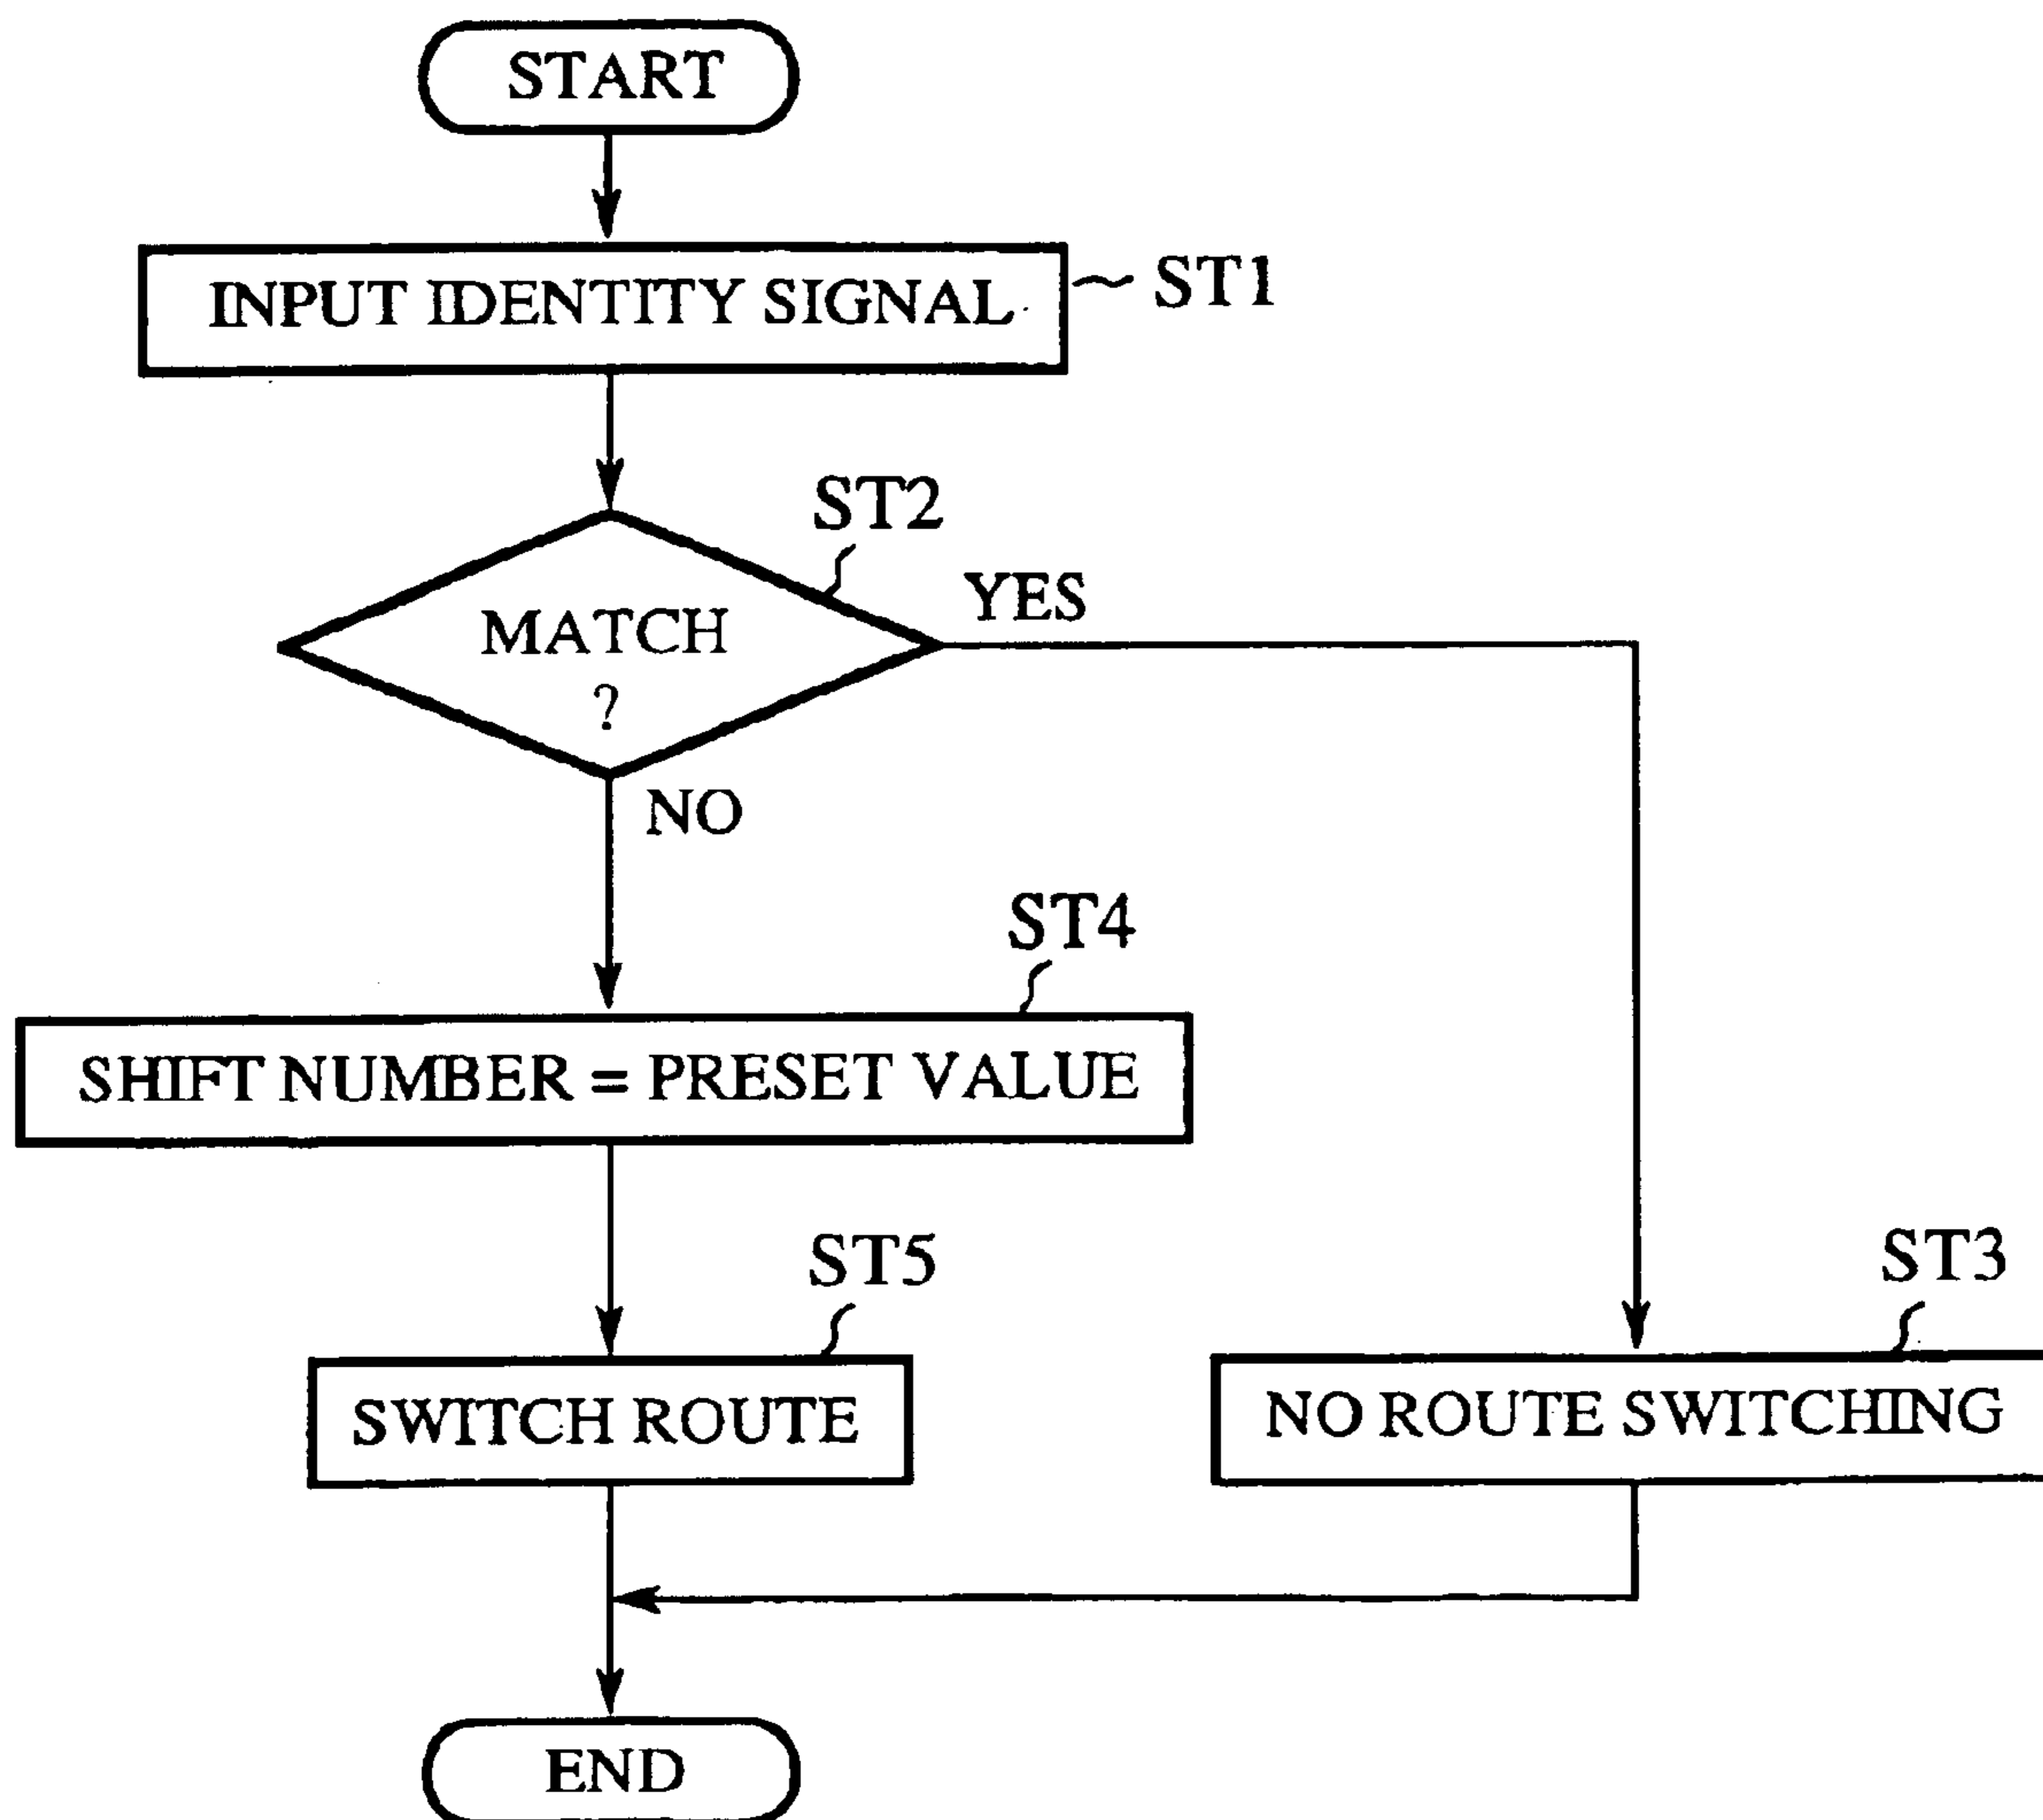 START
INPUT IDENTITY SIGNAL
ST1
ST2
MATCH
?
YES
NO
ST4
SHIFT NUMBER = PRESET VALUE
ST5
SWITCH ROUTE
ST3
NO ROUTE SWITCHING
END